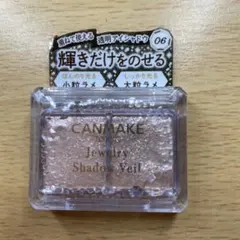 重ねて使える 透明アイシャドウ
06
輝きだけをのせる
ほんのり光る しっかり光る
小粒ラメ 大粒ラメ
CANMAKE
Jewelry
Shadow Veil